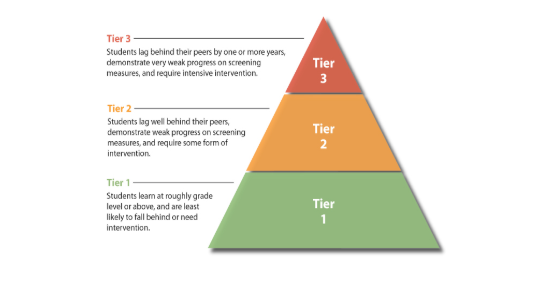 Tier 3
Students lag behind their peers by one or more years,
demonstrate very weak progress on screening
measures, and require intensive intervention.
Tier
3
Tier 2
Students lag well behind their peers,
demonstrate weak progress on screening
measures, and require some form of
intervention.
Tier
2
Tier 1
Students learn at roughly grade
level or above, and are least
likely to fall behind or need
intervention.
Tier
1